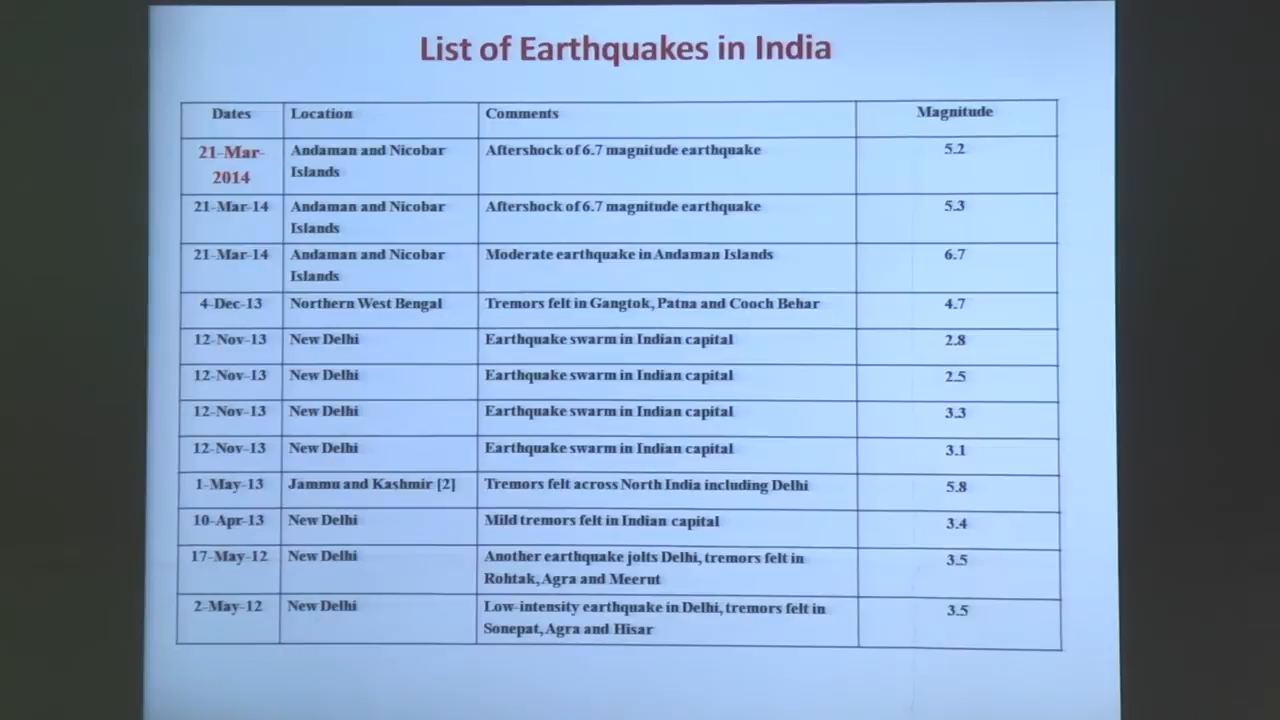 List of Earthquakes in India
Dates Location Comments Magnitude
21-Mar- Andaman and Nicobar Aftershock of 6.7 magnitude earthquake 5.2
2014 Islands
21-Mar-14 Andaman and Nicobar Aftershock of 6.7 magnitude earthquake 5.3
Islands
21-Mar-14 Andaman and Nicobar Moderate earthquake in Andaman Islands 6.7
Islands
4-Dec-13 Northern West Bengal Tremors felt in Gangtok, Patna and Cooch Behar 4.7
12-Nov-13 New Delhi Earthquake swarm in Indian capital 2.8
12-Nov-13 New Delhi Earthquake swarm in Indian capital 2.5
12-Nov-13 New Delhi Earthquake swarm in Indian capital 3.3
12-Nov-13 New Delhi Earthquake swarm in Indian capital 3.1
1-May-13 Jammu and Kashmir [2] Tremors felt across North India including Delhi 5.8
10-Apr-13 New Delhi Mild tremors felt in Indian capital 3.4
17-May-12 New Delhi Another earthquake jolts Delhi, tremors felt in 3.5
Rohtak, Agra and Meerut
2-May-12 New Delhi Low-intensity earthquake in Delhi, tremors felt in 3.5
Sonepat, Agra and Hisar